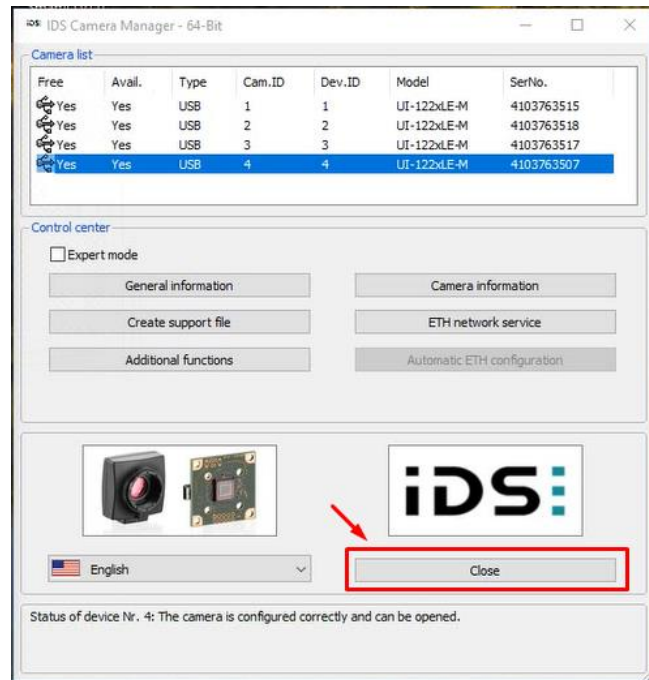 IDS Camera Manager - 64-Bit
Camera list
Free Avail. Type Cam.ID Dev.ID Model SerNo.
Yes Yes USB 1 1 UI-122xLE-M 4103763515
Yes Yes USB 2 2 UI-122xLE-M 4103763518
Yes Yes USB 3 3 UI-122xLE-M 4103763517
Yes Yes USB 4 4 UI-122xLE-M 4103763507
Control center
Expert mode
General information Camera information
Create support file ETH network service
Additional functions Automatic ETH configuration
iDS
English Close
Status of device Nr. 4: The camera is configured correctly and can be opened.